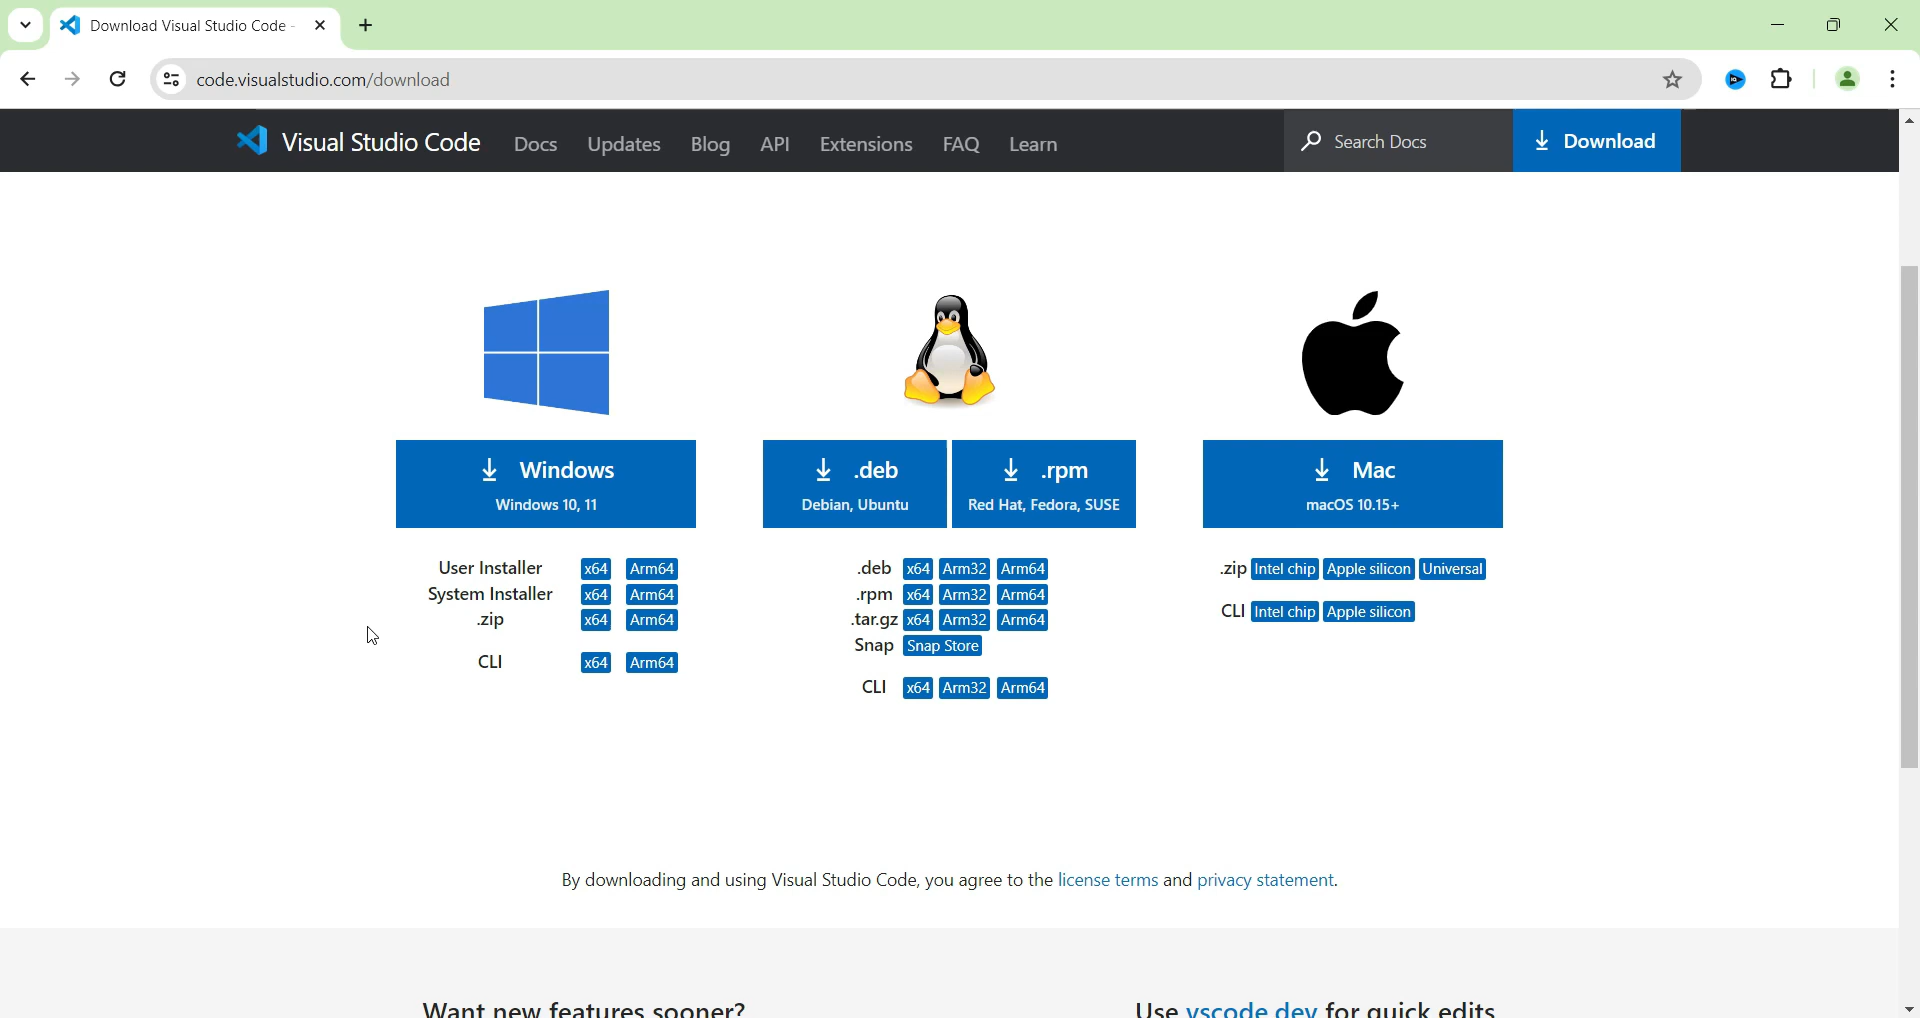 Download Visual Studio Code -
code.visualstudio.com/download
Visual Studio Code Docs Updates Blog API Extensions FAQ Learn Search Docs Download
Windows
Windows 10, 11
User Installer x64 Arm64
System Installer x64 Arm64
.zip x64 Arm64
CLI x64 Arm64
.deb
Debian, Ubuntu
.rpm
Red Hat, Fedora, SUSE
.deb x64 Arm32 Arm64
.rpm x64 Arm32 Arm64
.tar.gz x64 Arm32 Arm64
Snap Snap Store
CLI x64 Arm32 Arm64
Mac
macOS 10.15+
.zip Intel chip Apple silicon Universal
CLI Intel chip Apple silicon
By downloading and using Visual Studio Code, you agree to the license terms and privacy statement.
Want new features sooner?
Use vscode.dev for quick edits